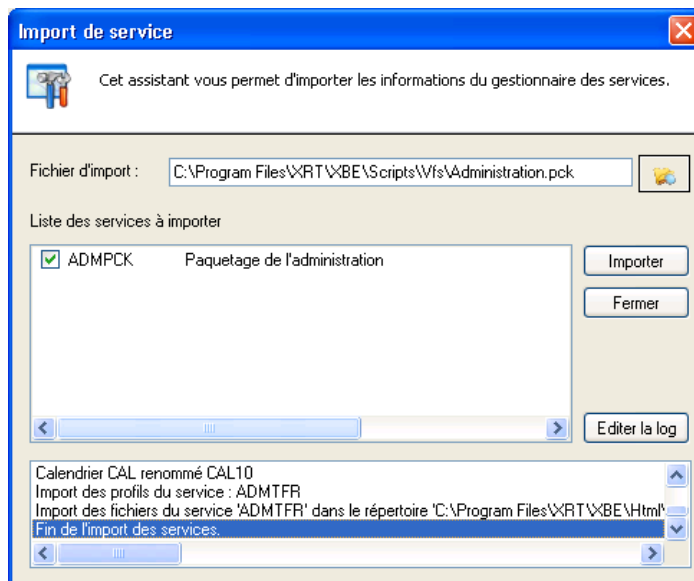 Import de service
Cet assistant vous permet d'importer les informations du gestionnaire des services.
Fichier d'import :
C:\Program Files\XRT\XBE\Scripts\Vfs\Administration.pck
Liste des services à importer
ADMPCK Paquetage de l'administration
Importer
Fermer
Editer la log
Calendrier CAL renommé CAL10
Import des profils du service : ADMTFR
Import des fichiers du service 'ADMTFR' dans le répertoire 'C:\Program Files\XRT\XBE\Html\
Fin de l'import des services.